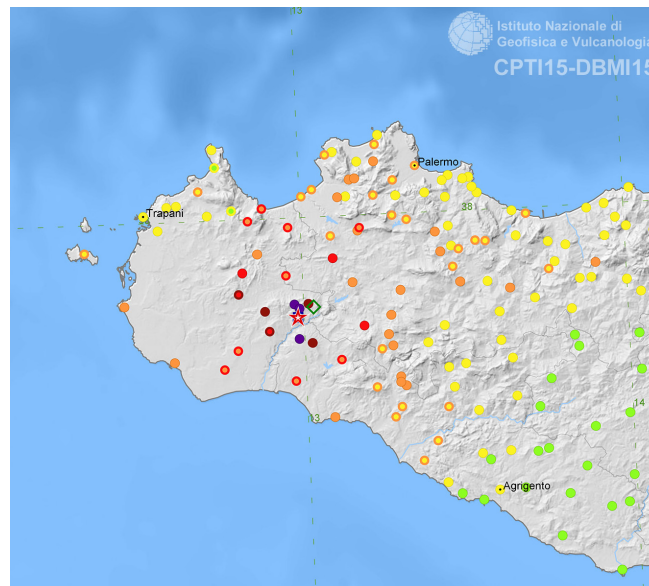 13
Istituto Nazionale di
Geofisica e Vulcanologia
CPTI15-DBMI15
Palermo
38
Trapani
13
14
Agrigento